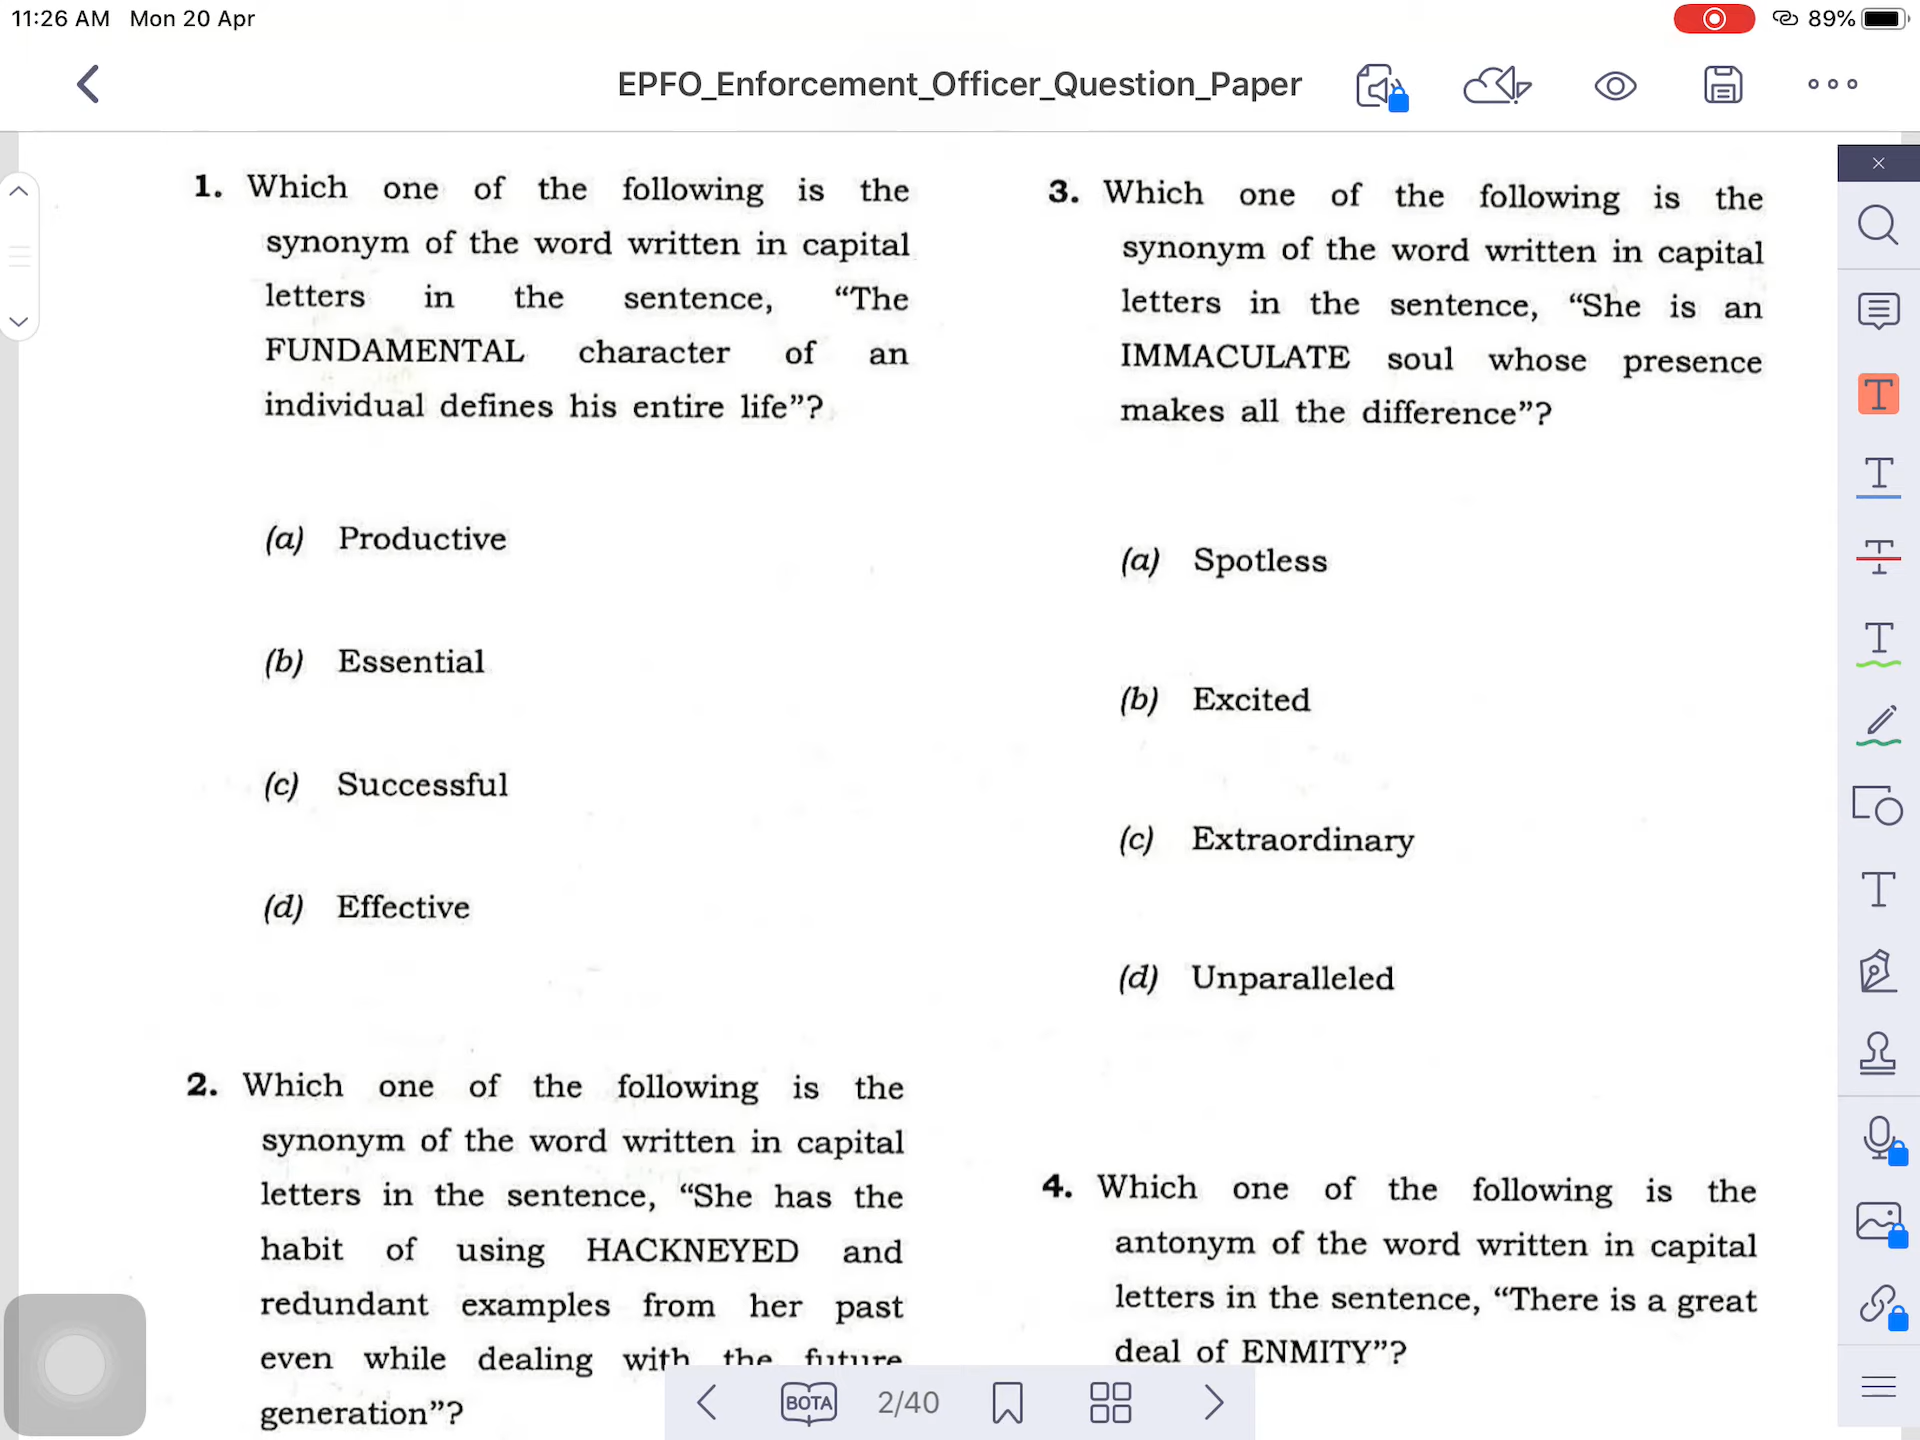 11:26 AM Mon 20 Apr
89%
EPFO_Enforcement_Officer_Question_Paper
1. Which one of the following is the
synonym of the word written in capital
letters in the sentence, “The
FUNDAMENTAL character of an
individual defines his entire life”?
(a) Productive
(b) Essential
(c) Successful
(d) Effective
2. Which one of the following is the
synonym of the word written in capital
letters in the sentence, “She has the
habit of using HACKNEYED and
redundant examples from her past
even while dealing with the future
generation”?
3. Which one of the following is the
synonym of the word written in capital
letters in the sentence, “She is an
IMMACULATE soul whose presence
makes all the difference”?
(a) Spotless
(b) Excited
(c) Extraordinary
(d) Unparalleled
4. Which one of the following is the
antonym of the word written in capital
letters in the sentence, “There is a great
deal of ENMITY”?
BOTA
2/40